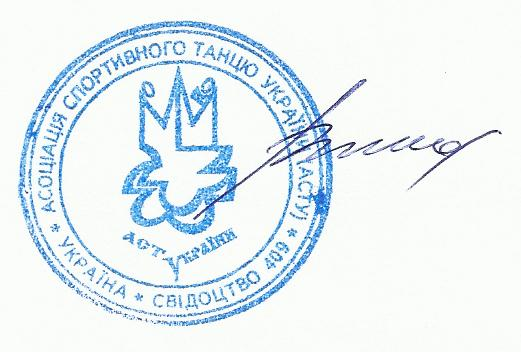 АСОЦІАЦІЯ СПОРТИВНОГО ТАНЦЮ УКРАЇНИ (АСТУ)
* УКРАЇНА * СВІДОЦТВО 409 *
АСТ УКРАЇНИ